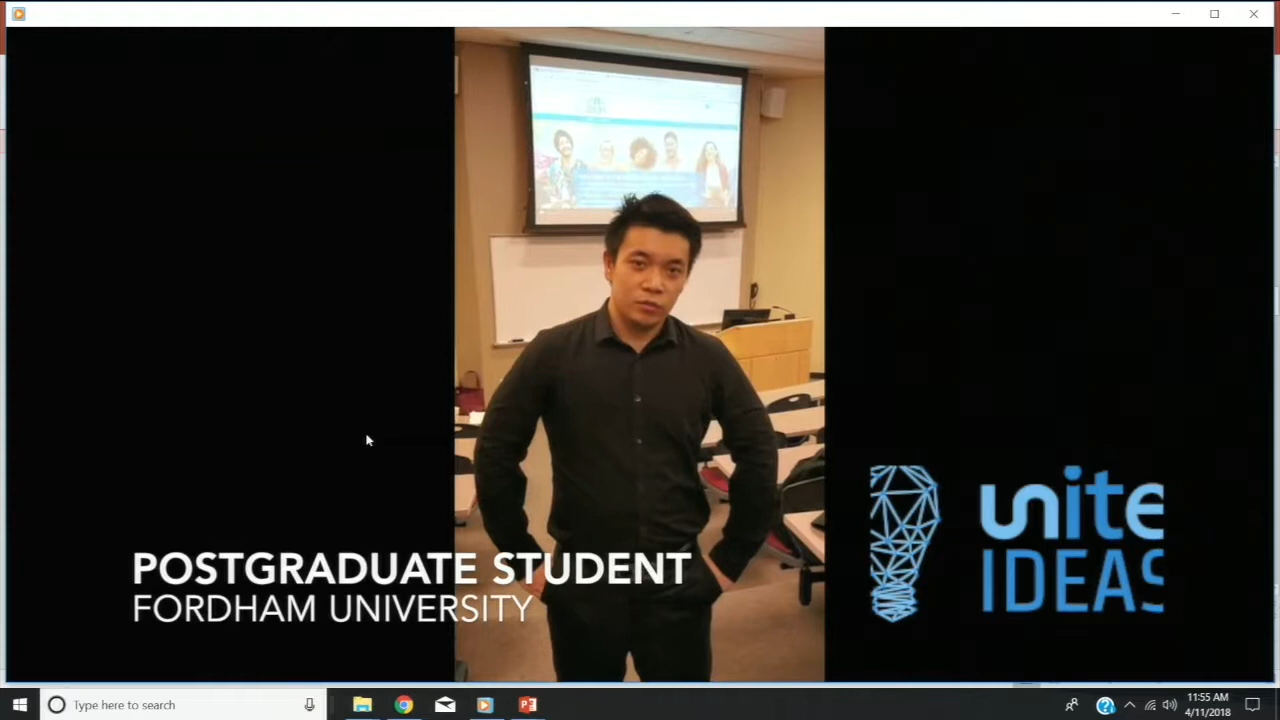 POSTGRADUATE STUDENT
FORDHAM UNIVERSITY
unite
IDEAS
Type here to search
11:55 AM
4/11/2018